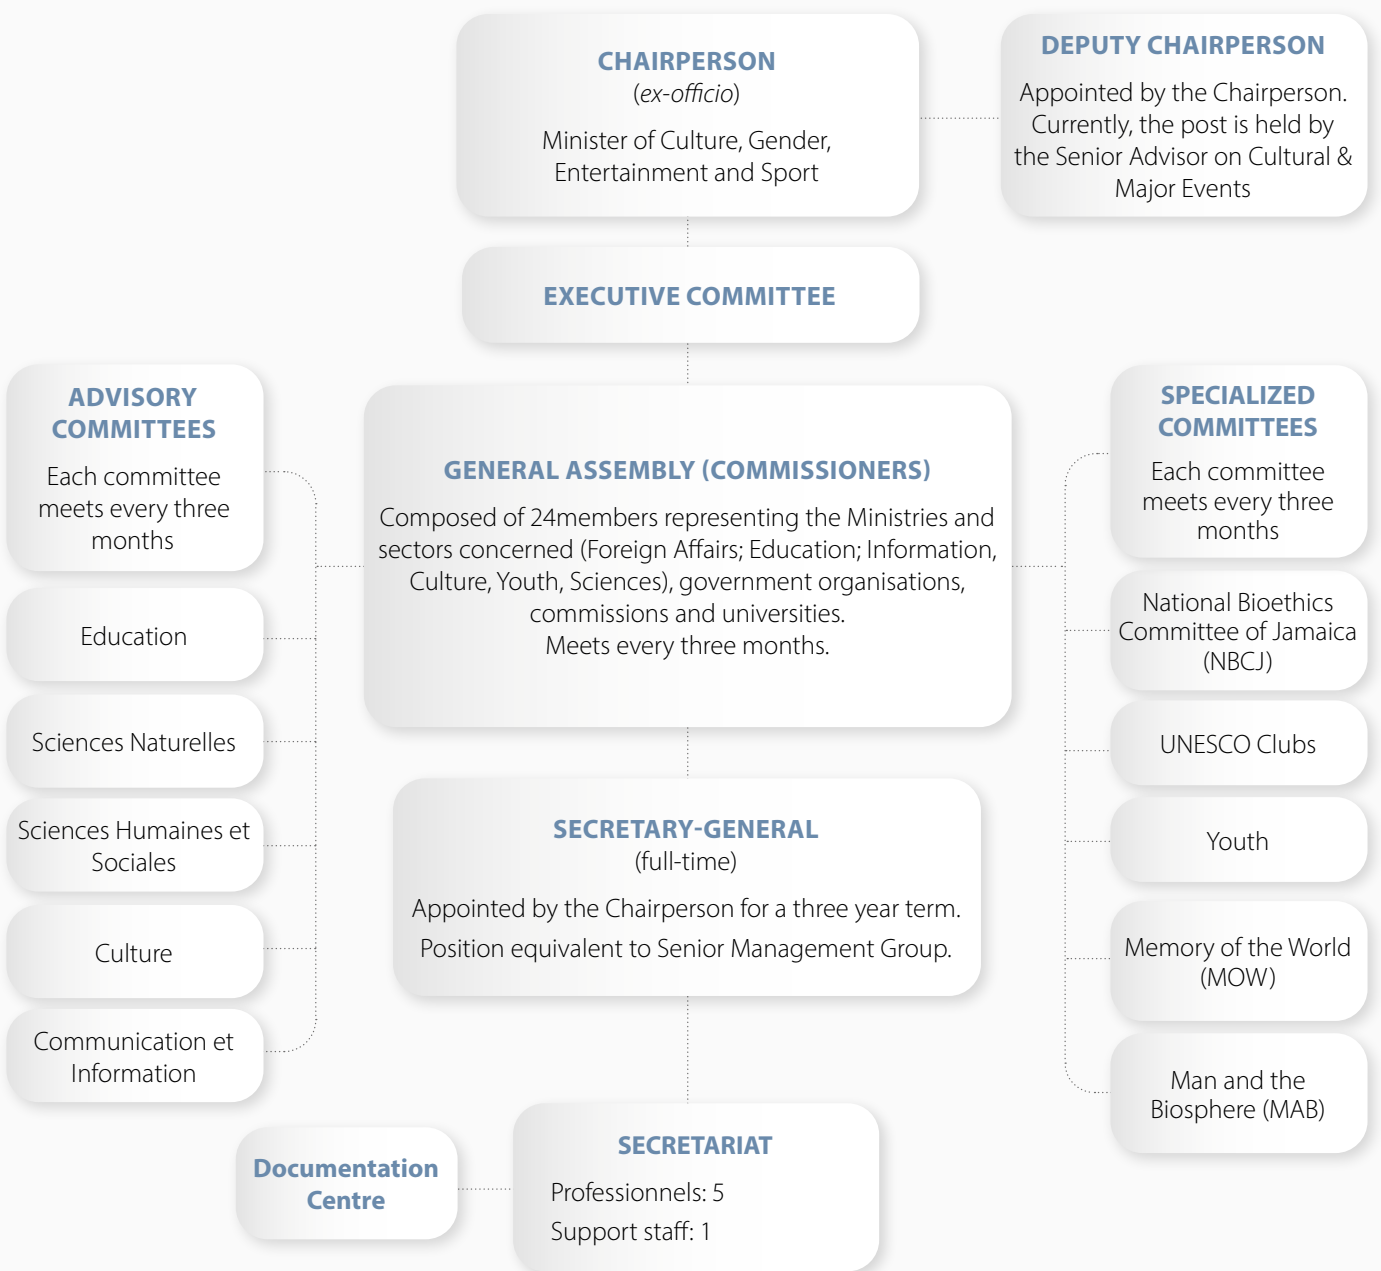 CHAIRPERSON
(ex-officio)
Minister of Culture, Gender,
Entertainment and Sport
DEPUTY CHAIRPERSON
Appointed by the Chairperson.
Currently, the post is held by
the Senior Advisor on Cultural &
Major Events
EXECUTIVE COMMITTEE
ADVISORY
COMMITTEES
Each committee
meets every three
months
Education
Sciences Naturelles
Sciences Humaines et
Sociales
Culture
Communication et
Information
GENERAL ASSEMBLY (COMMISSIONERS)
Composed of 24members representing the Ministries and
sectors concerned (Foreign Affairs; Education; Information,
Culture, Youth, Sciences), government organisations,
commissions and universities.
Meets every three months.
SPECIALIZED
COMMITTEES
Each committee
meets every three
months
National Bioethics
Committee of Jamaica
(NBCJ)
UNESCO Clubs
Youth
Memory of the World
(MOW)
Man and the
Biosphere (MAB)
SECRETARY-GENERAL
(full-time)
Appointed by the Chairperson for a three year term.
Position equivalent to Senior Management Group.
Documentation
Centre
SECRETARIAT
Professionnels: 5
Support staff: 1